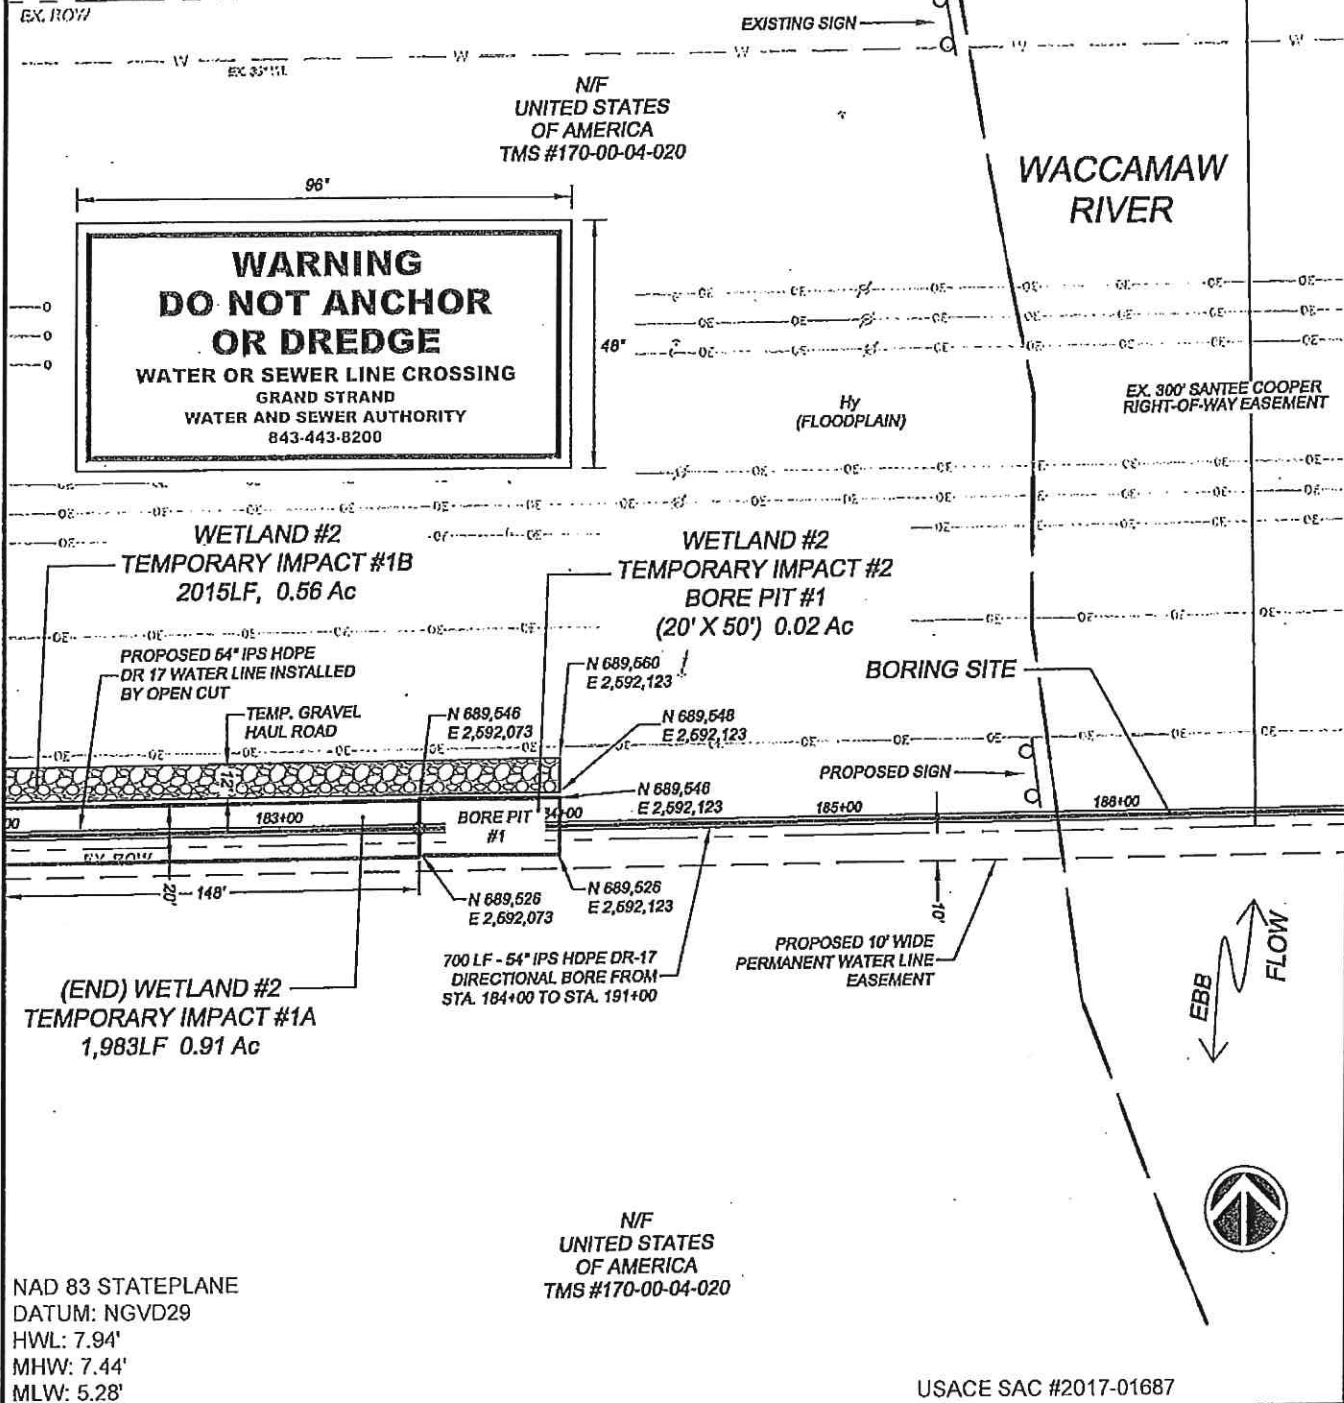 EX. ROW
EXISTING SIGN
W W W W W
N/F
UNITED STATES
OF AMERICA
TMS #170-00-04-020
WACCAMAW
RIVER
96"
WARNING
DO NOT ANCHOR
OR DREDGE
WATER OR SEWER LINE CROSSING
GRAND STRAND
WATER AND SEWER AUTHORITY
843-443-8200
48"
Hy
(FLOODPLAIN)
EX. 300' SANTEE COOPER
RIGHT-OF-WAY EASEMENT
WETLAND #2
TEMPORARY IMPACT #1B
2015LF, 0.56 Ac
WETLAND #2
TEMPORARY IMPACT #2
BORE PIT #1
(20' X 50') 0.02 Ac
PROPOSED 54" IPS HDPE
DR 17 WATER LINE INSTALLED
BY OPEN CUT
TEMP. GRAVEL
HAUL ROAD
N 689,546
E 2,592,073
N 689,560
E 2,592,123
N 689,548
E 2,592,123
N 689,546
E 2,592,123
BORING SITE
PROPOSED SIGN
12'
183+00
BORE PIT
#1
185+00
186+00
EX. ROW
20'
148'
N 689,526
E 2,592,073
N 689,526
E 2,592,123
10'
700 LF - 54" IPS HDPE DR-17
DIRECTIONAL BORE FROM
STA. 184+00 TO STA. 191+00
PROPOSED 10' WIDE
PERMANENT WATER LINE
EASEMENT
(END) WETLAND #2
TEMPORARY IMPACT #1A
1,983LF 0.91 Ac
EBB
FLOW
N/F
UNITED STATES
OF AMERICA
TMS #170-00-04-020
NAD 83 STATEPLANE
DATUM: NGVD29
HWL: 7.94'
MHW: 7.44'
MLW: 5.28'
USACE SAC #2017-01687